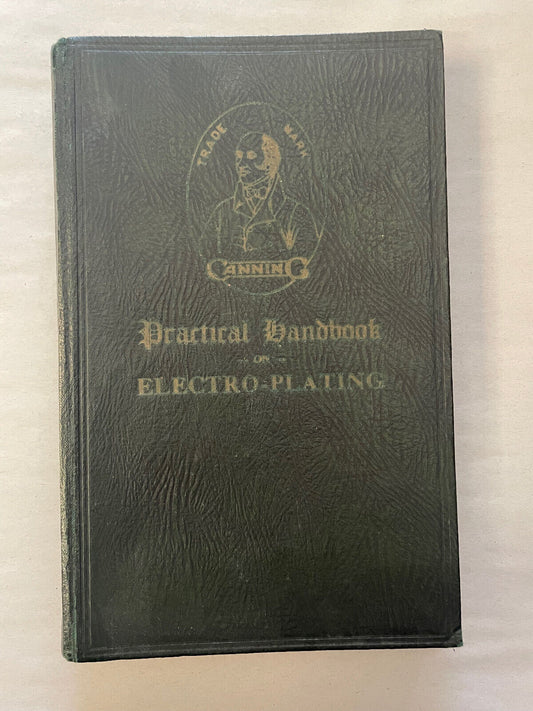 TRADE MARK
CANNING
Practical Handbook
ON
ELECTRO-PLATING